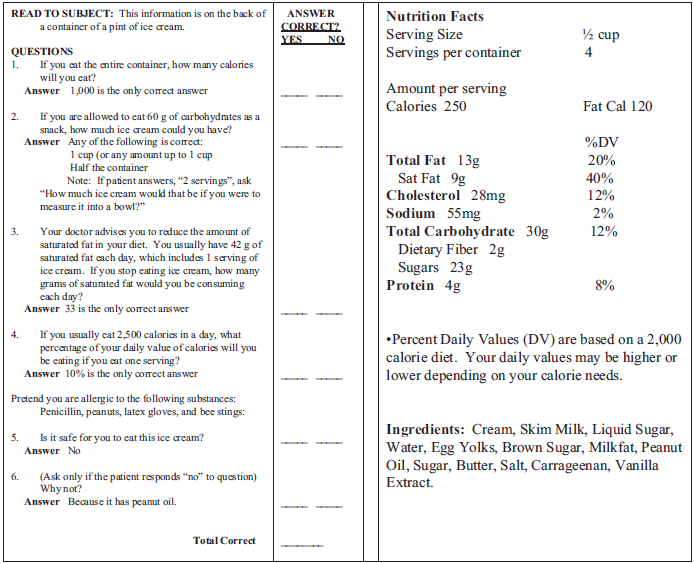 READ TO SUBJECT: This information is on the back of
a container of a pint of ice cream.
QUESTIONS
1. If you eat the entire container, how many calories
will you eat?
Answer 1,000 is the only correct answer
2. If you are allowed to eat 60 g of carbohydrates as a
snack, how much ice cream could you have?
Answer Any of the following is correct:
1 cup (or any amount up to 1 cup
Half the container
Note: If patient answers, “2 servings”, ask
“How much ice cream would that be if you were to
measure it into a bowl?”
3. Your doctor advises you to reduce the amount of
saturated fat in your diet. You usually have 42 g of
saturated fat each day, which includes 1 serving of
ice cream. If you stop eating ice cream, how many
grams of saturated fat would you be consuming
each day?
Answer 33 is the only correct answer
4. If you usually eat 2,500 calories in a day, what
percentage of your daily value of calories will you
be eating if you eat one serving?
Answer 10% is the only correct answer
Pretend you are allergic to the following substances:
Penicillin, peanuts, latex gloves, and bee stings:
5. Is it safe for you to eat this ice cream?
Answer No
6. (Ask only if the patient responds “no” to question)
Why not?
Answer Because it has peanut oil.
Total Correct
ANSWER
CORRECT?
YES NO
Nutrition Facts
Serving Size ½ cup
Servings per container 4
Amount per serving
Calories 250 Fat Cal 120
%DV
Total Fat 13g 20%
Sat Fat 9g 40%
Cholesterol 28mg 12%
Sodium 55mg 2%
Total Carbohydrate 30g 12%
Dietary Fiber 2g
Sugars 23g
Protein 4g 8%
•Percent Daily Values (DV) are based on a 2,000
calorie diet. Your daily values may be higher or
lower depending on your calorie needs.
Ingredients: Cream, Skim Milk, Liquid Sugar,
Water, Egg Yolks, Brown Sugar, Milkfat, Peanut
Oil, Sugar, Butter, Salt, Carrageenan, Vanilla
Extract.